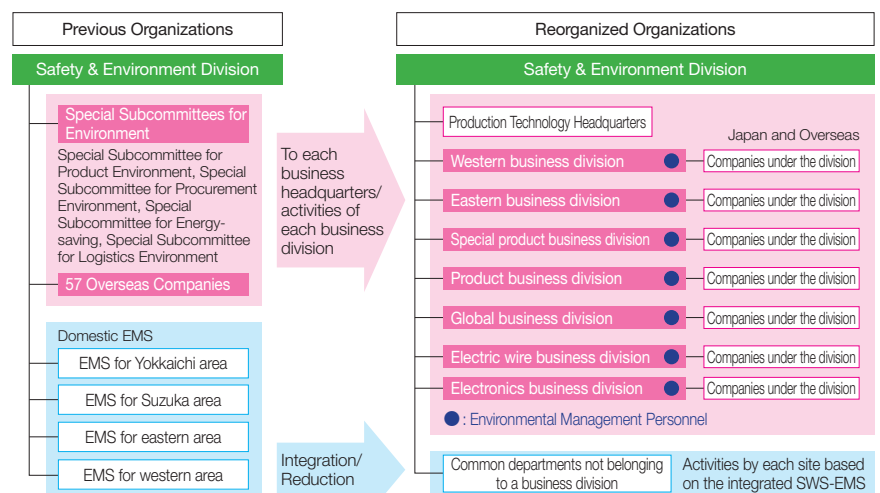 Previous Organizations
Safety & Environment Division
Special Subcommittees for
Environment
Special Subcommittee for
Product Environment, Special
Subcommittee for Procurement
Environment, Special
Subcommittee for Energy-
saving, Special Subcommittee
for Logistics Environment
57 Overseas Companies
Domestic EMS
EMS for Yokkaichi area
EMS for Suzuka area
EMS for eastern area
EMS for western area
To each
business
headquarters/
activities of
each business
division
Integration/
Reduction
Reorganized Organizations
Safety & Environment Division
Production Technology Headquarters
Japan and Overseas
Western business division
Companies under the division
Eastern business division
Companies under the division
Special product business division
Companies under the division
Product business division
Companies under the division
Global business division
Companies under the division
Electric wire business division
Companies under the division
Electronics business division
Companies under the division
: Environmental Management Personnel
Common departments not belonging
to a business division
Activities by each site based
on the integrated SWS-EMS